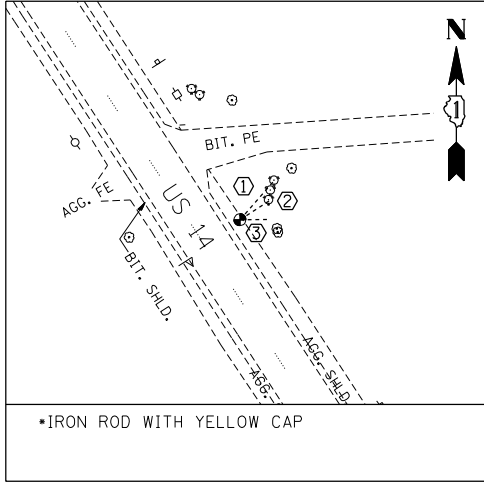 N
1
BIT. PE
1
2
3
US 14
AGG. FE
BIT. SHLD.
AGG. SHLD
AGG.
*IRON ROD WITH YELLOW CAP